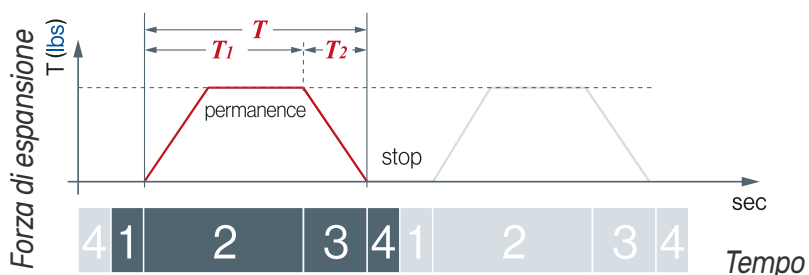 Forza di espansione
T (lbs)
T
T1
T2
permanence
stop
sec
4 1 2 3 4 1 2 3 4
Tempo